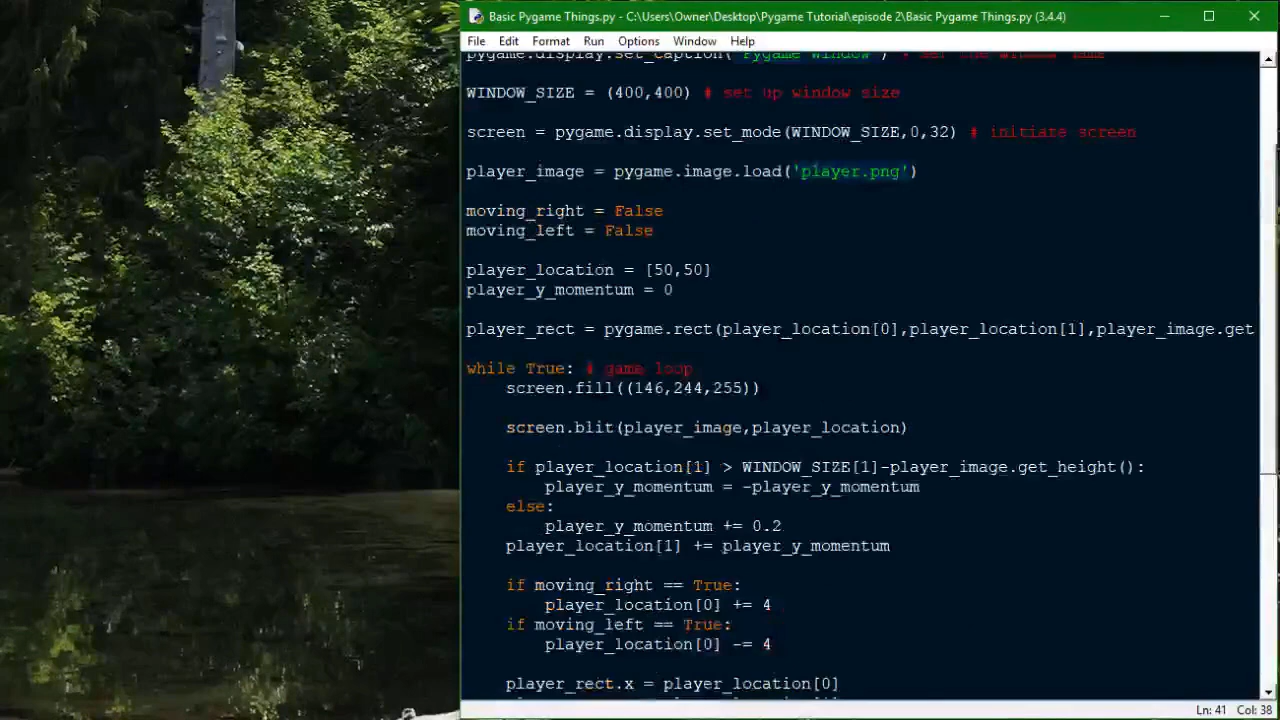 Basic Pygame Things.py - C:\Users\Owner\Desktop\Pygame Tutorial\episode 2\Basic Pygame Things.py (3.4.4)
File Edit Format Run Options Window Help
pygame.display.set_caption('Pygame Window') # set the window name
WINDOW_SIZE = (400,400) # set up window size
screen = pygame.display.set_mode(WINDOW_SIZE,0,32) # initiate screen
player_image = pygame.image.load('player.png')
moving_right = False
moving_left = False
player_location = [50,50]
player_y_momentum = 0
player_rect = pygame.rect(player_location[0],player_location[1],player_image.get
while True: # game loop
screen.fill((146,244,255))
screen.blit(player_image,player_location)
if player_location[1] > WINDOW_SIZE[1]-player_image.get_height():
player_y_momentum = -player_y_momentum
else:
player_y_momentum += 0.2
player_location[1] += player_y_momentum
if moving_right == True:
player_location[0] += 4
if moving_left == True:
player_location[0] -= 4
player_rect.x = player_location[0]
Ln: 41 Col: 38